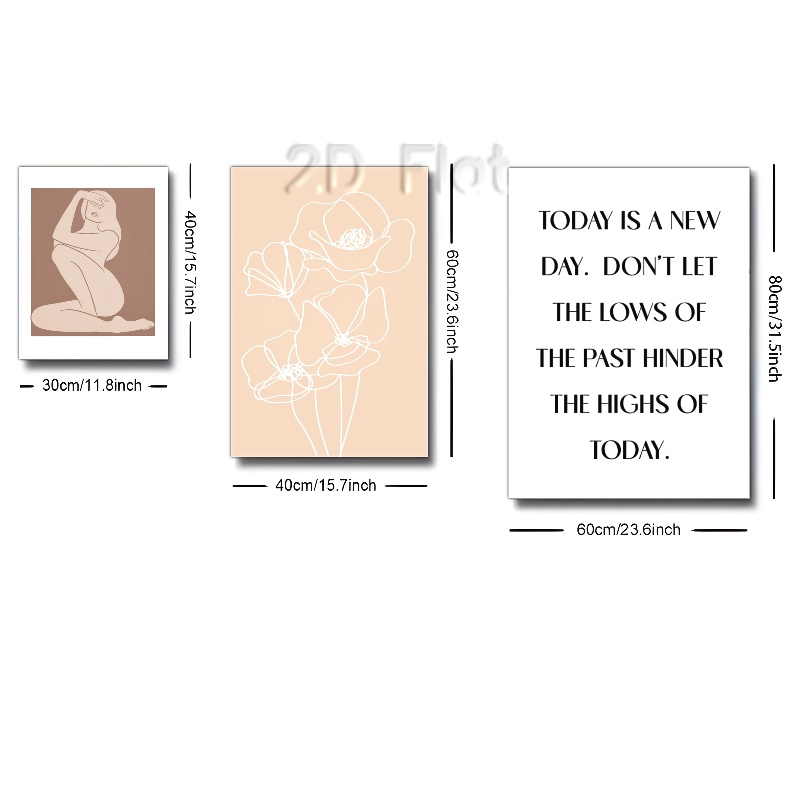 2D Flat
40cm/15.7inch
30cm/11.8inch
60cm/23.6inch
40cm/15.7inch
TODAY IS A NEW
DAY. DON'T LET
THE LOWS OF
THE PAST HINDER
THE HIGHS OF
TODAY.
80cm/31.5inch
60cm/23.6inch